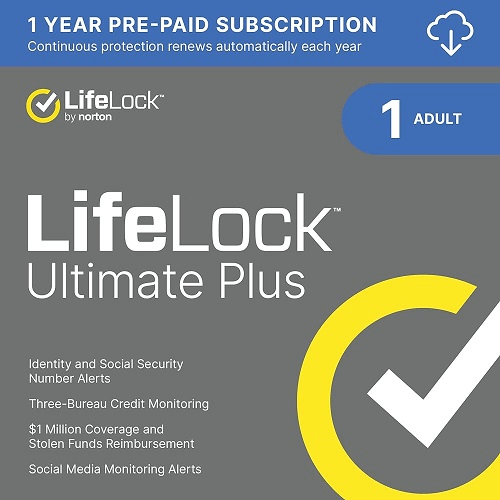 1 YEAR PRE-PAID SUBSCRIPTION
Continuous protection renews automatically each year
LifeLock™
by norton
1 ADULT
LifeLock™
Ultimate Plus
Identity and Social Security
Number Alerts
Three-Bureau Credit Monitoring
$1 Million Coverage and
Stolen Funds Reimbursement
Social Media Monitoring Alerts